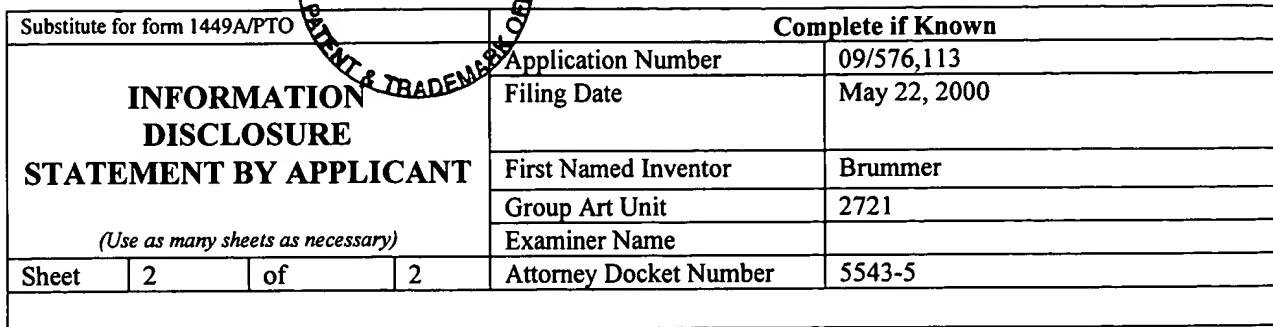 Substitute for form 1449A/PTO
PATENT & TRADEMARK
INFORMATION
DISCLOSURE
STATEMENT BY APPLICANT
(Use as many sheets as necessary)
Sheet 2 of 2
Complete if Known
Application Number 09/576,113
Filing Date May 22, 2000
First Named Inventor Brummer
Group Art Unit 2721
Examiner Name
Attorney Docket Number 5543-5